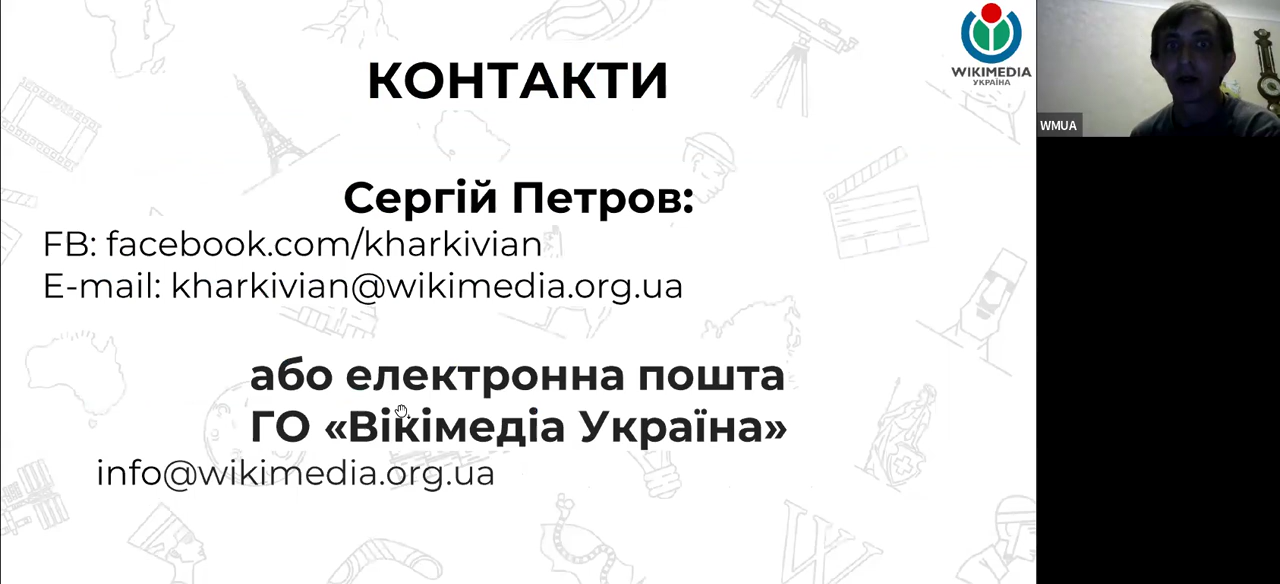 КОНТАКТИ
WIKIMEDIA
УКРАЇНА
WMUA
Сергій Петров:
FB: facebook.com/kharkivian
E-mail: kharkivian@wikimedia.org.ua
або електронна пошта
ГО «Вікімедіа Україна»
info@wikimedia.org.ua